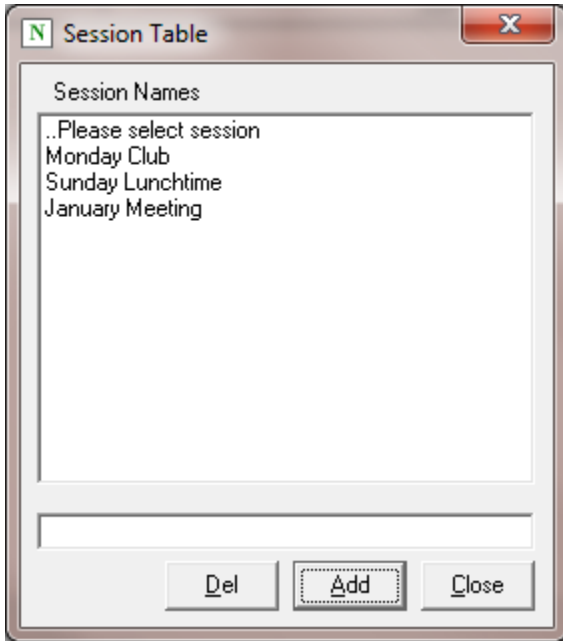 N Session Table
Session Names
..Please select session
Monday Club
Sunday Lunchtime
January Meeting
Del Add Close